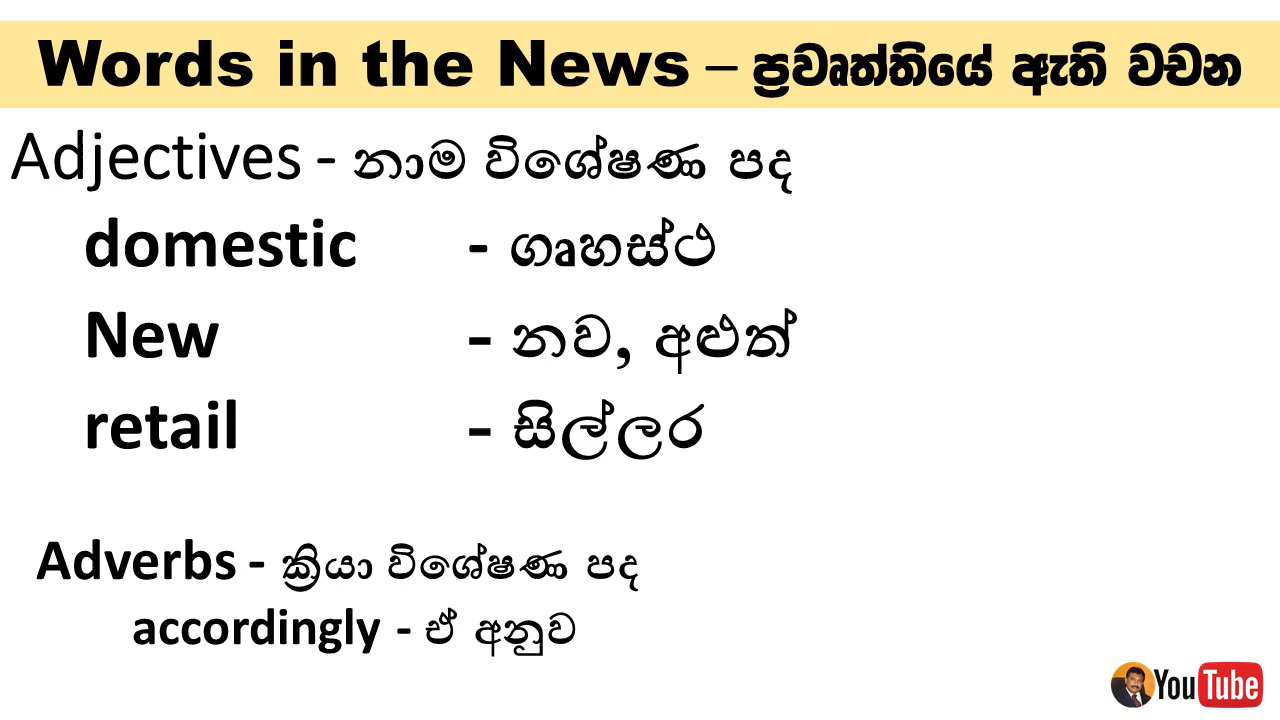 Words in the News – ප්‍රවෘත්තියේ ඇති වචන
Adjectives - නාම විශේෂණ පද
domestic - ගෘහස්ථ
New - නව, අළුත්
retail - සිල්ලර
Adverbs - ක්‍රියා විශේෂණ පද
accordingly - ඒ අනුව
YouTube